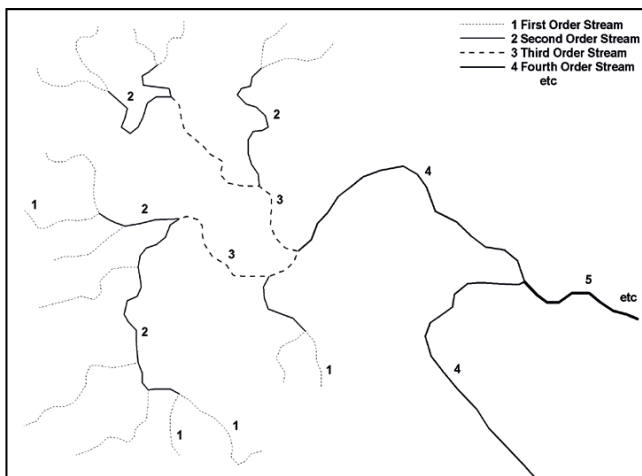 1 First Order Stream
2 Second Order Stream
3 Third Order Stream
4 Fourth Order Stream
etc
2
2
4
3
1
2
3
5
etc
2
4
1
1
1